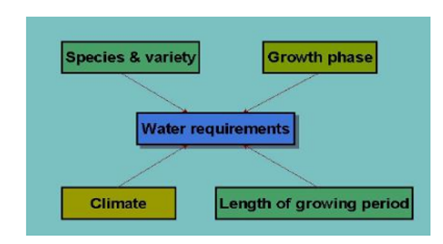 Species & variety
Growth phase
Water requirements
Climate
Length of growing period